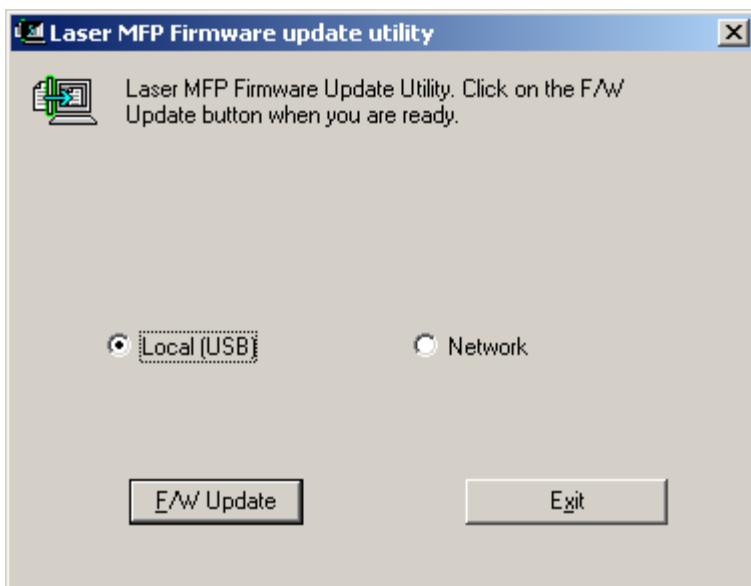 Laser MFP Firmware update utility
Laser MFP Firmware Update Utility. Click on the F/W
Update button when you are ready.
Local (USB) Network
F/W Update Exit